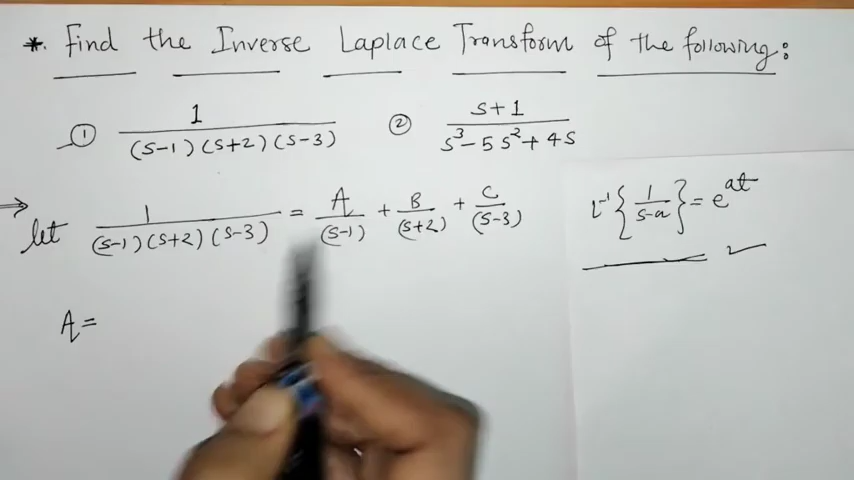 *. Find the Inverse Laplace Transform of the following:
① 1/((s-1)(s+2)(s-3)) ② (s+1)/(s³-5s²+4s)
⇒ let 1/((s-1)(s+2)(s-3)) = A/(s-1) + B/(s+2) + C/(s-3)
L⁻¹{1/(s-a)} = e^at ✓
A =